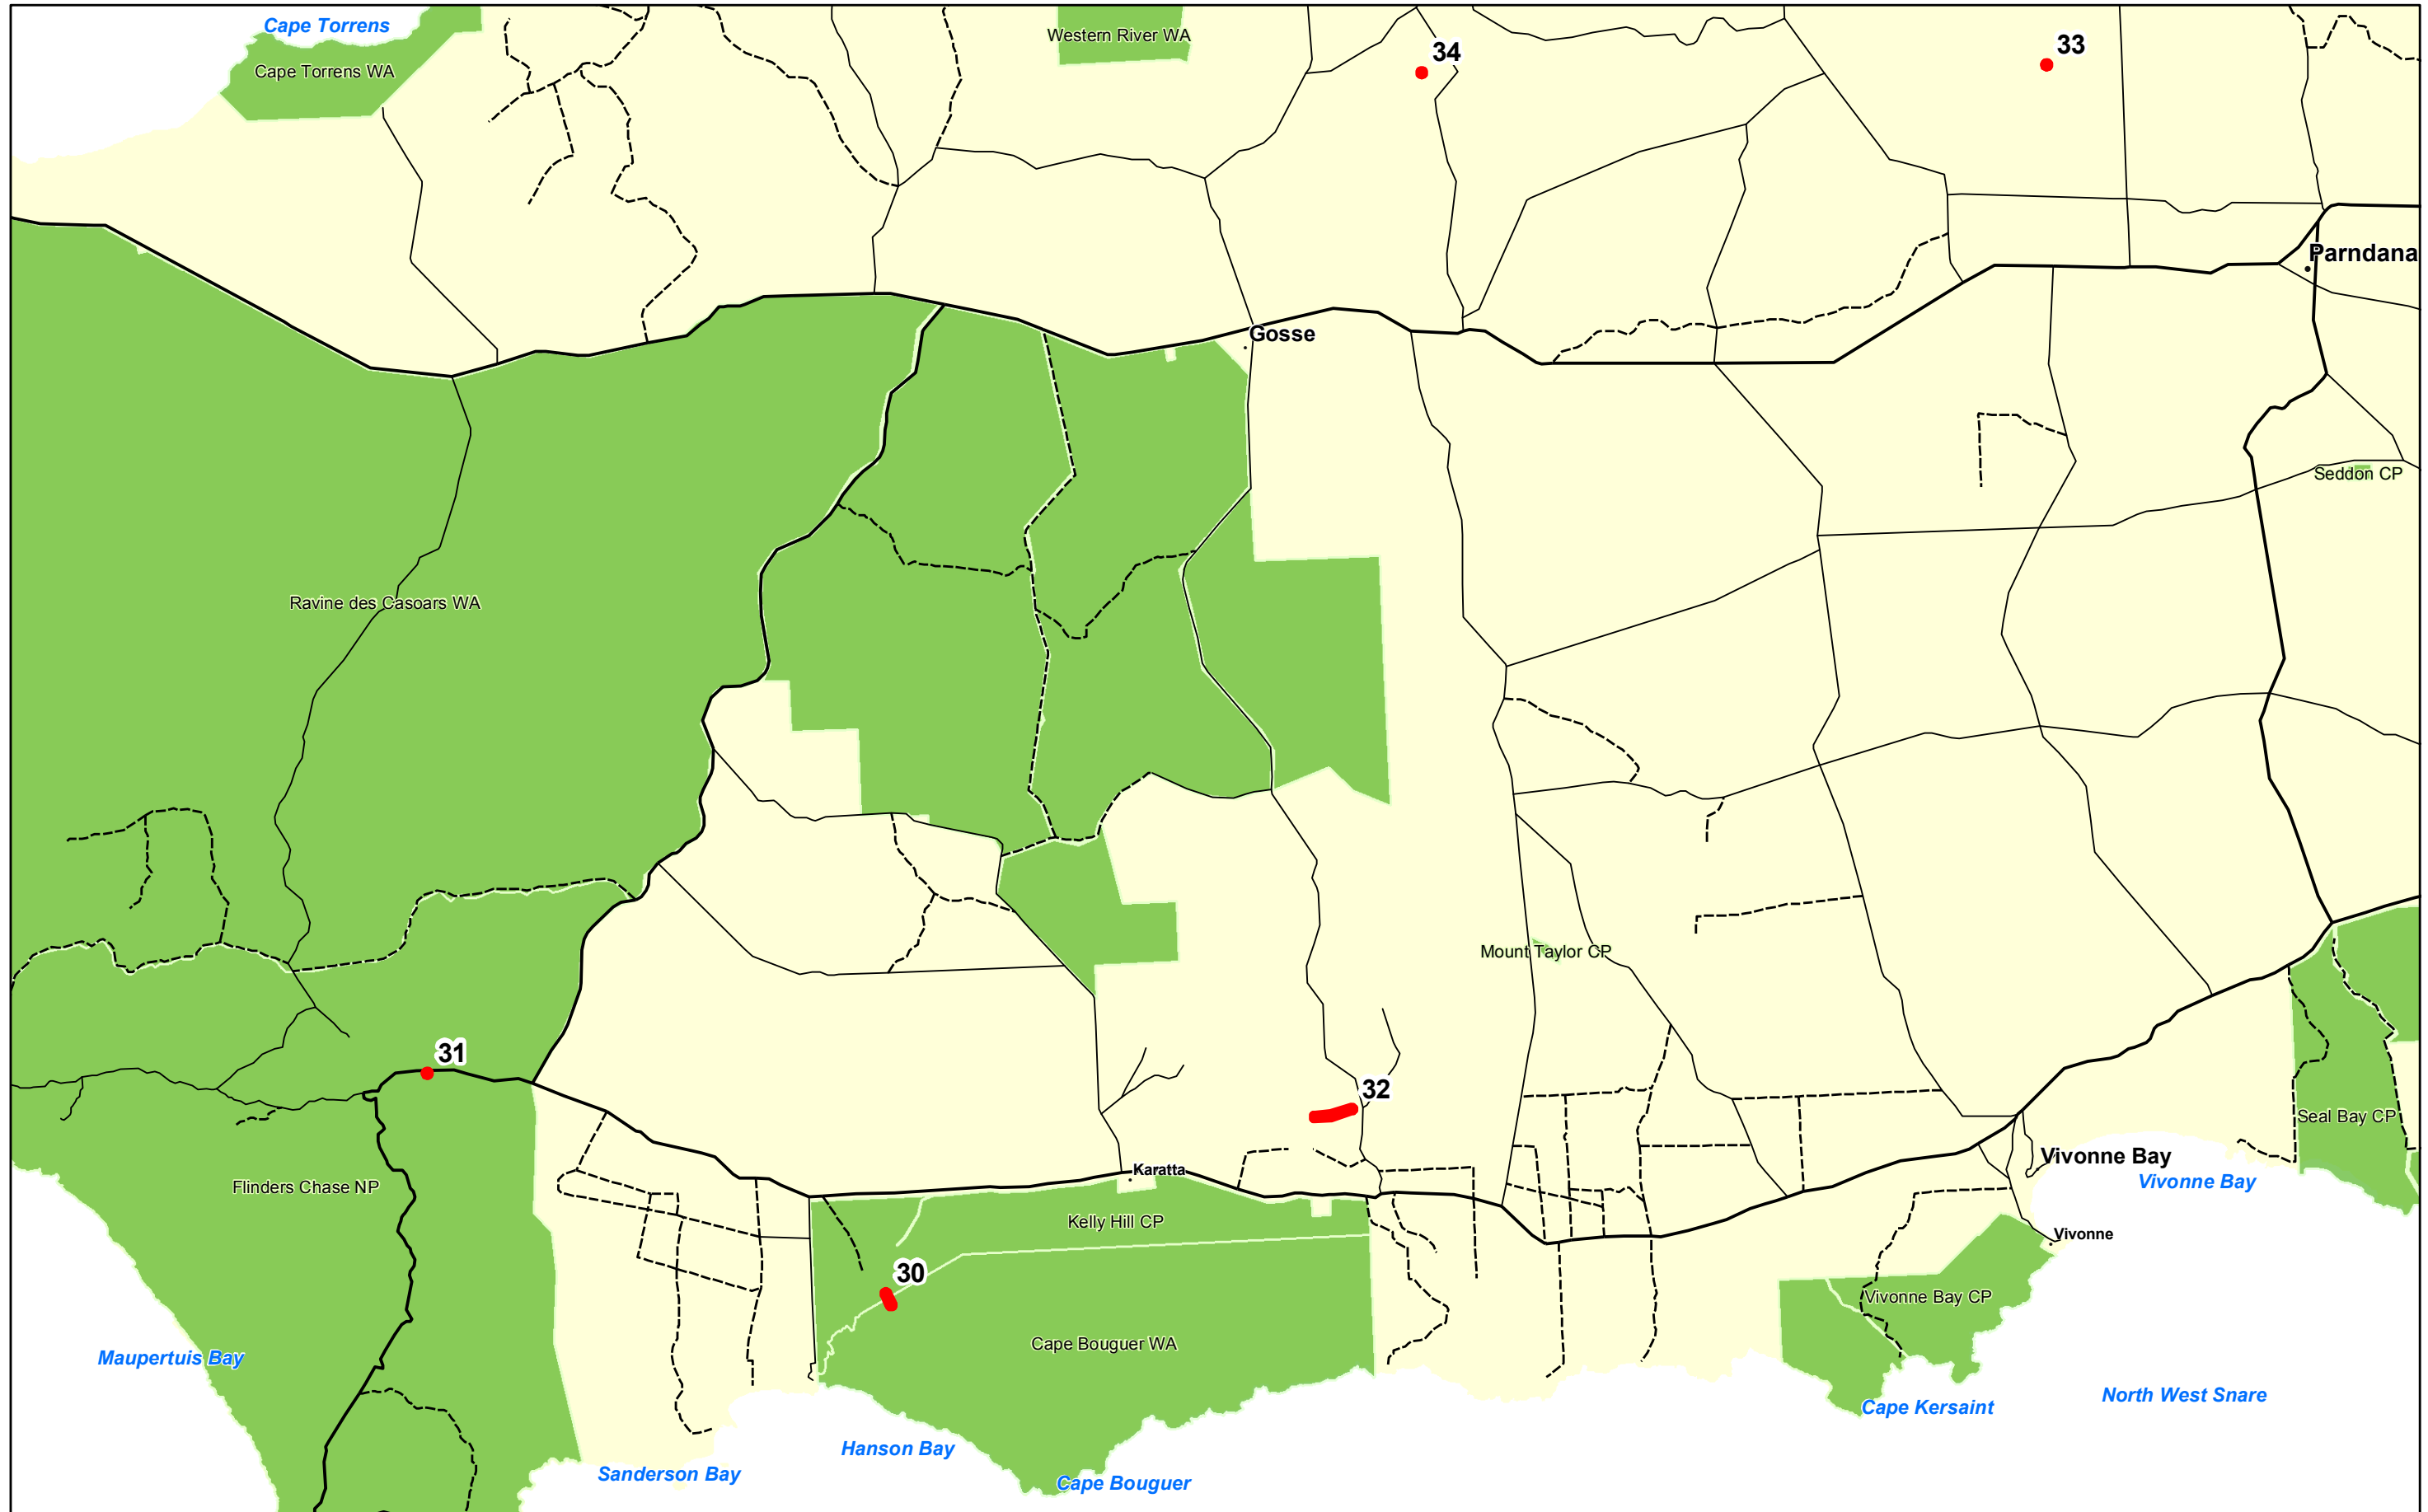 Cape Torrens
Western River WA
34
33
Cape Torrens WA
Parndana
Gosse
Seddon CP
Ravine des Casoars WA
Mount Taylor CP
31
32
Seal Bay CP
Vivonne Bay
Karatta
Vivonne Bay
Flinders Chase NP
Kelly Hill CP
Vivonne
30
Vivonne Bay CP
Cape Bouguer WA
Maupertuis Bay
North West Snare
Cape Kersaint
Hanson Bay
Sanderson Bay
Cape Bouguer